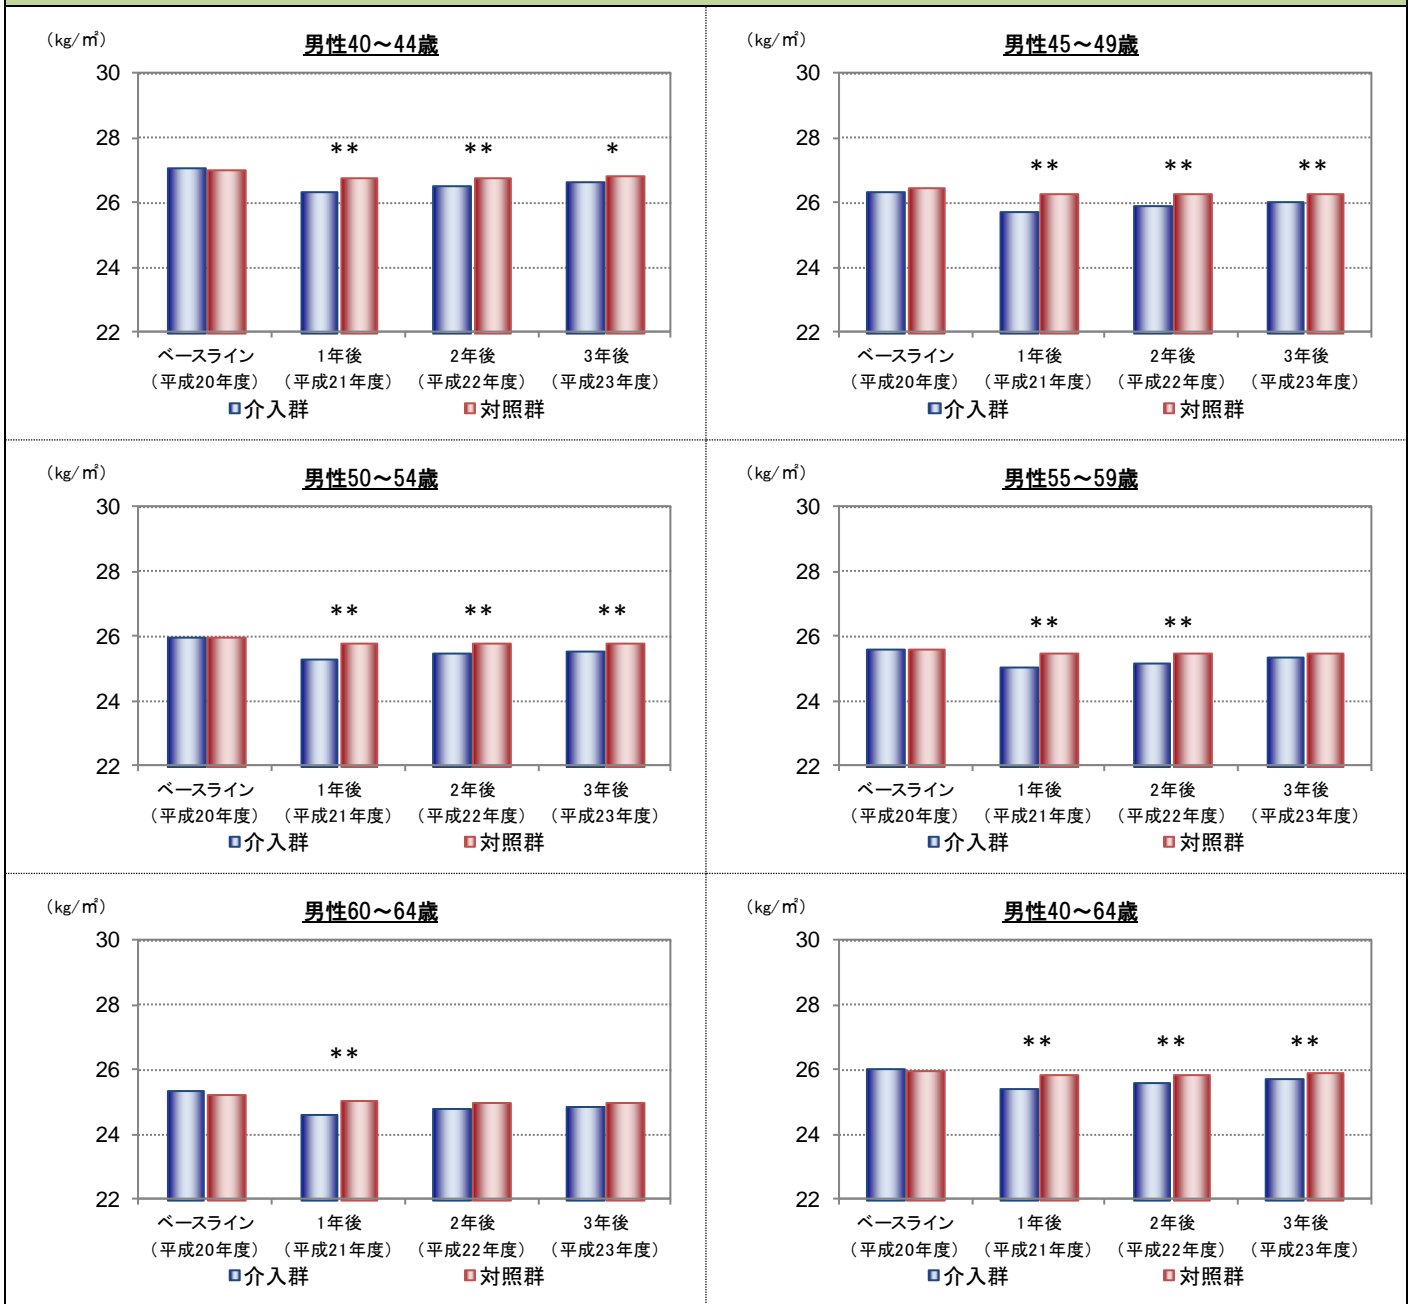 (kg/㎡)
男性40～44歳
30
28
** ** *
26
24
22
ベースライン 1年後 2年後 3年後
(平成20年度) (平成21年度) (平成22年度) (平成23年度)
介入群 対照群
(kg/㎡)
男性45～49歳
30
28
** ** **
26
24
22
ベースライン 1年後 2年後 3年後
(平成20年度) (平成21年度) (平成22年度) (平成23年度)
介入群 対照群
(kg/㎡)
男性50～54歳
30
28
** ** **
26
24
22
ベースライン 1年後 2年後 3年後
(平成20年度) (平成21年度) (平成22年度) (平成23年度)
介入群 対照群
(kg/㎡)
男性55～59歳
30
28
** **
26
24
22
ベースライン 1年後 2年後 3年後
(平成20年度) (平成21年度) (平成22年度) (平成23年度)
介入群 対照群
(kg/㎡)
男性60～64歳
30
28
**
26
24
22
ベースライン 1年後 2年後 3年後
(平成20年度) (平成21年度) (平成22年度) (平成23年度)
介入群 対照群
(kg/㎡)
男性40～64歳
30
28
** ** **
26
24
22
ベースライン 1年後 2年後 3年後
(平成20年度) (平成21年度) (平成22年度) (平成23年度)
介入群 対照群